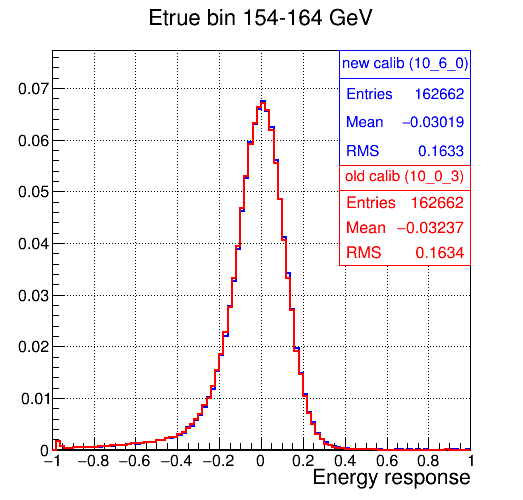 Etrue bin 154-164 GeV
new calib (10_6_0)
Entries 162662
Mean −0.03019
RMS 0.1633
old calib (10_0_3)
Entries 162662
Mean −0.03237
RMS 0.1634
0.07
0.06
0.05
0.04
0.03
0.02
0.01
0
−1 −0.8 −0.6 −0.4 −0.2 0 0.2 0.4 0.6 0.8 1
Energy response